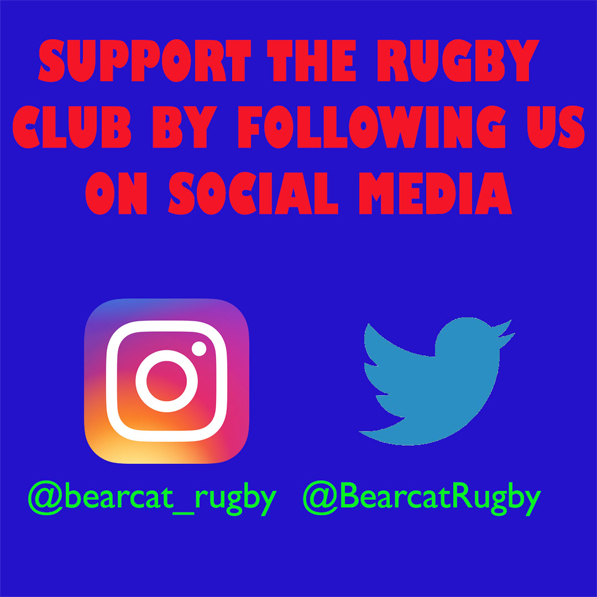 SUPPORT THE RUGBY
CLUB BY FOLLOWING US
ON SOCIAL MEDIA
@bearcat_rugby @BearcatRugby